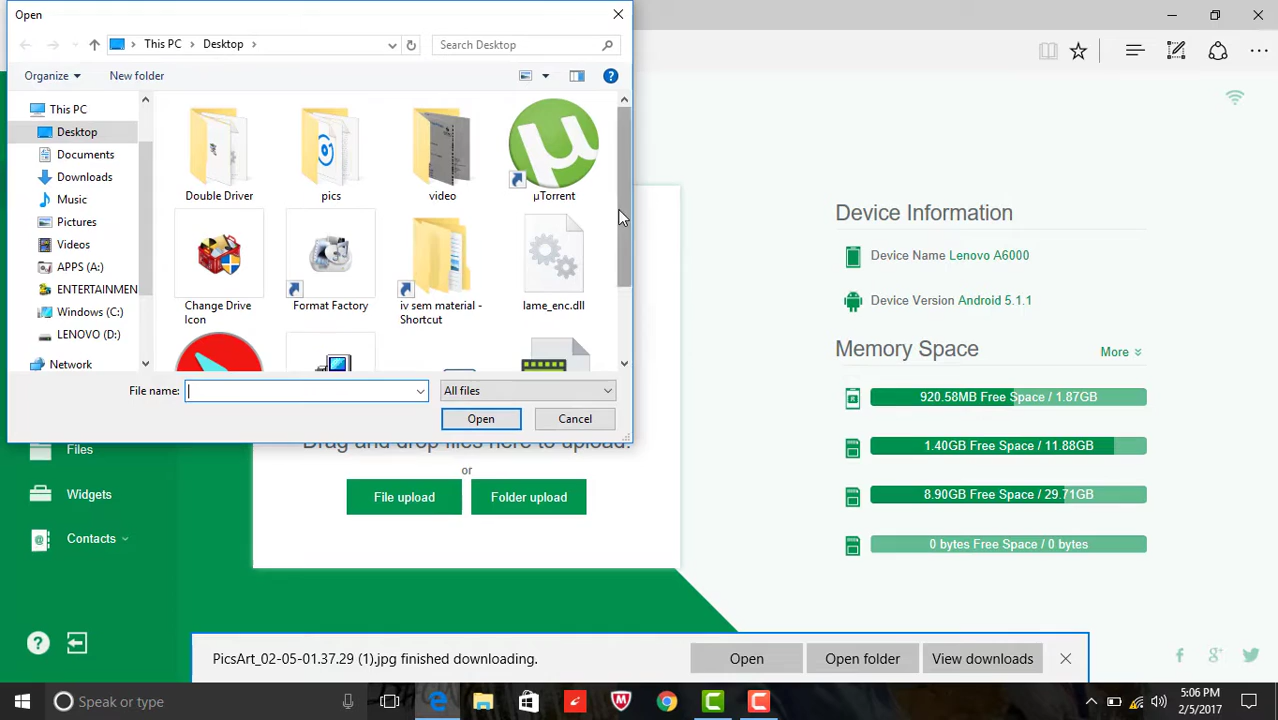 Open
This PC
Desktop
Search Desktop
Organize
New folder
This PC
Desktop
Documents
Downloads
Music
Pictures
Videos
APPS (A:)
ENTERTAINMEN
Windows (C:)
LENOVO (D:)
Network
Double Driver
pics
video
µTorrent
Change Drive
Icon
Format Factory
iv sem material -
Shortcut
lame_enc.dll
File name:
All files
Open
Cancel
Drag and drop files here to upload!
or
File upload
Folder upload
Files
Widgets
Contacts
Device Information
Device Name Lenovo A6000
Device Version Android 5.1.1
Memory Space
More
920.58MB Free Space / 1.87GB
1.40GB Free Space / 11.88GB
8.90GB Free Space / 29.71GB
0 bytes Free Space / 0 bytes
PicsArt_02-05-01.37.29 (1).jpg finished downloading.
Open
Open folder
View downloads
Speak or type
5:06 PM
2/5/2017